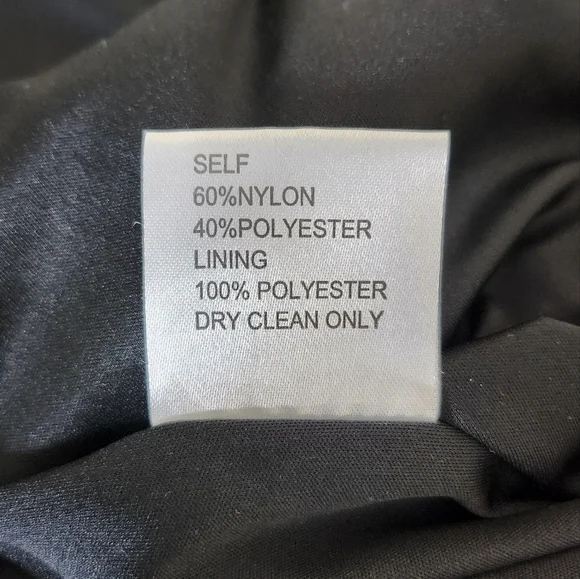 SELF
60%NYLON
40%POLYESTER
LINING
100% POLYESTER
DRY CLEAN ONLY